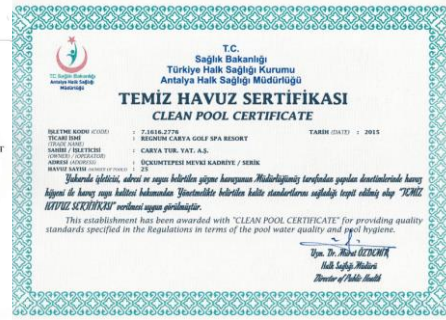 T.C.
Sağlık Bakanlığı
Türkiye Halk Sağlığı Kurumu
Antalya Halk Sağlığı Müdürlüğü
T.C. Sağlık Bakanlığı
Antalya Halk Sağlığı
Müdürlüğü
TEMİZ HAVUZ SERTİFİKASI
CLEAN POOL CERTIFICATE
İŞLETME KODU (CODE) : 7.1616.2776 TARİH (DATE) : 2015
TİCARİ İSMİ : REGNUM CARYA GOLF SPA RESORT
(TRADE NAME)
SAHİBİ / İŞLETİCİSİ : CARYA TUR. YAT. A.Ş.
(OWNER) / (OPERATOR)
ADRESİ (ADDRESS) : ÜÇKUMTEPESİ MEVKİ KADRİYE / SERİK
HAVUZ SAYISI (NUMBER OF POOLS) : 25
Yukarıda işleticisi, adresi ve sayısı belirtilen yüzme havuzunun Müdürlüğümüz tarafından yapılan denetimlerinde havuz
hijyeni ile havuz suyu kalitesi bakımından Yönetmelikte belirtilen kalite standartlarını sağladığı tespit edilmiş olup "TEMİZ
HAVUZ SERTİFİKASI" verilmesi uygun görülmüştür.
This establishment has been awarded with "CLEAN POOL CERTIFICATE" for providing quality
standards specified in the Regulations in terms of the pool water quality and pool hygiene.
Uzm. Dr. Murat ÖZDEMİR
Halk Sağlığı Müdürü
Director of Public Health